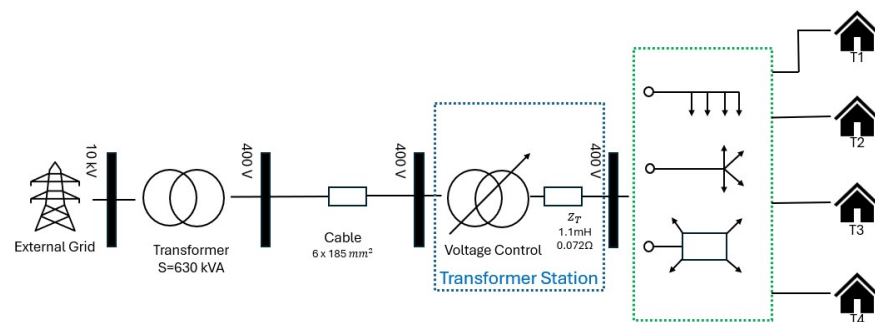 10 kV
400 V
400 V
400 V
External Grid
Transformer
S=630 kVA
Cable
6 x 185 mm²
Voltage Control
Z_T
1.1mH
0.072Ω
Transformer Station
T1
T2
T3
T4